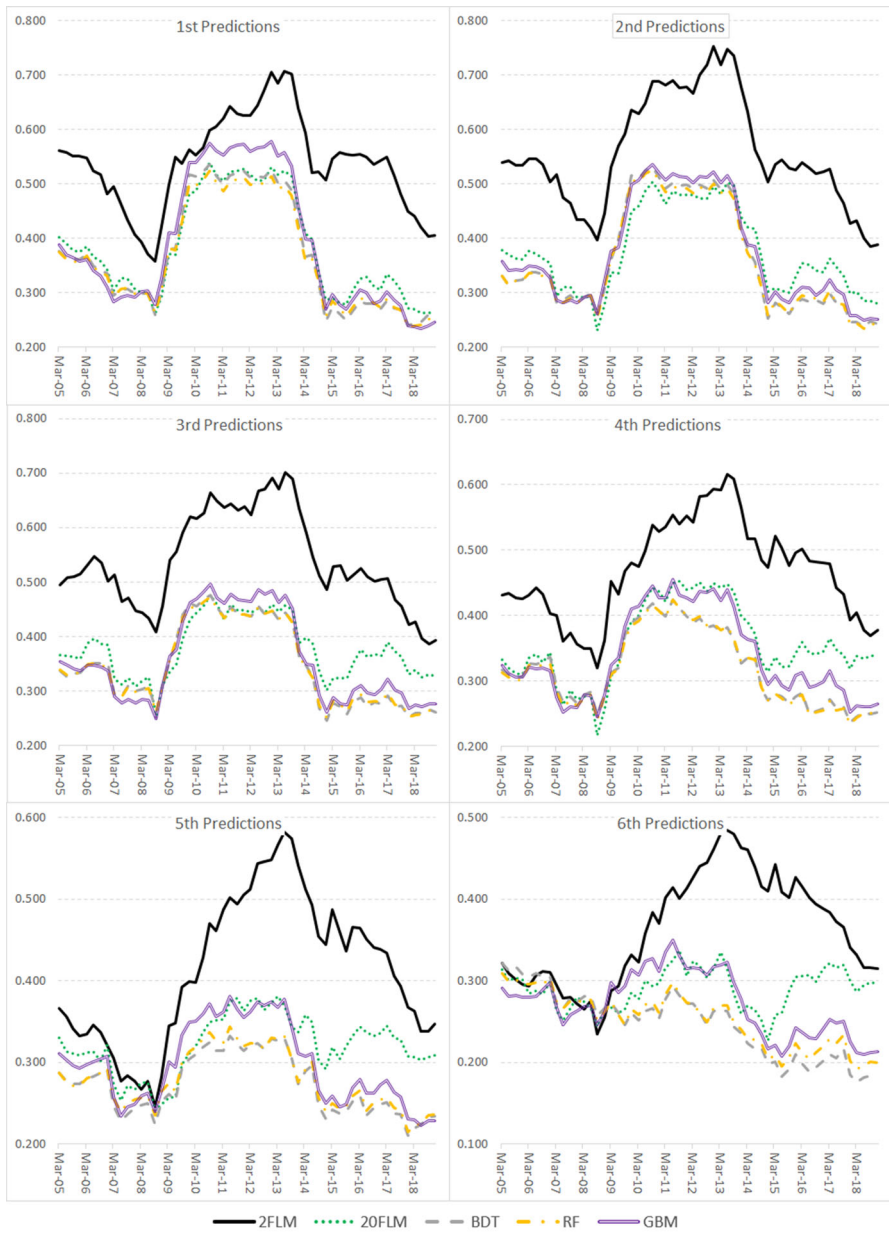 1st Predictions
0.800
0.700
0.600
0.500
0.400
0.300
0.200
Mar-05
Mar-06
Mar-07
Mar-08
Mar-09
Mar-10
Mar-11
Mar-12
Mar-13
Mar-14
Mar-15
Mar-16
Mar-17
Mar-18
2nd Predictions
0.800
0.700
0.600
0.500
0.400
0.300
0.200
Mar-05
Mar-06
Mar-07
Mar-08
Mar-09
Mar-10
Mar-11
Mar-12
Mar-13
Mar-14
Mar-15
Mar-16
Mar-17
Mar-18
3rd Predictions
0.800
0.700
0.600
0.500
0.400
0.300
0.200
Mar-05
Mar-06
Mar-07
Mar-08
Mar-09
Mar-10
Mar-11
Mar-12
Mar-13
Mar-14
Mar-15
Mar-16
Mar-17
Mar-18
4th Predictions
0.700
0.600
0.500
0.400
0.300
0.200
Mar-05
Mar-06
Mar-07
Mar-08
Mar-09
Mar-10
Mar-11
Mar-12
Mar-13
Mar-14
Mar-15
Mar-16
Mar-17
Mar-18
5th Predictions
0.600
0.500
0.400
0.300
0.200
Mar-05
Mar-06
Mar-07
Mar-08
Mar-09
Mar-10
Mar-11
Mar-12
Mar-13
Mar-14
Mar-15
Mar-16
Mar-17
Mar-18
6th Predictions
0.500
0.400
0.300
0.200
0.100
Mar-05
Mar-06
Mar-07
Mar-08
Mar-09
Mar-10
Mar-11
Mar-12
Mar-13
Mar-14
Mar-15
Mar-16
Mar-17
Mar-18
2FLM 20FLM BDT RF GBM